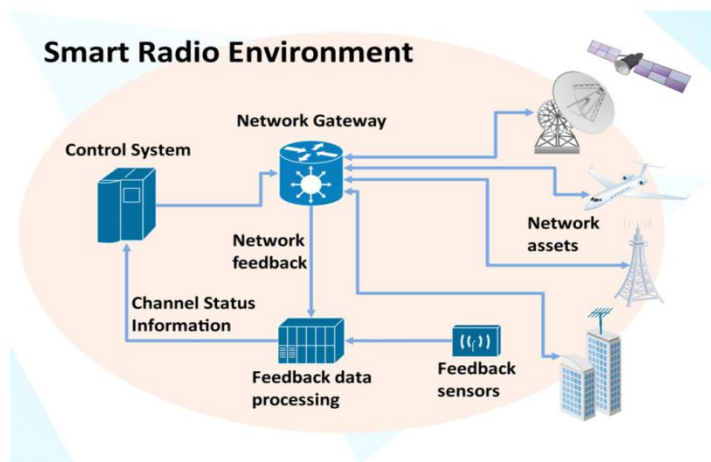 Smart Radio Environment
Network Gateway
Control System
Network
assets
Network
feedback
Channel Status
Information
Feedback data
processing
Feedback
sensors